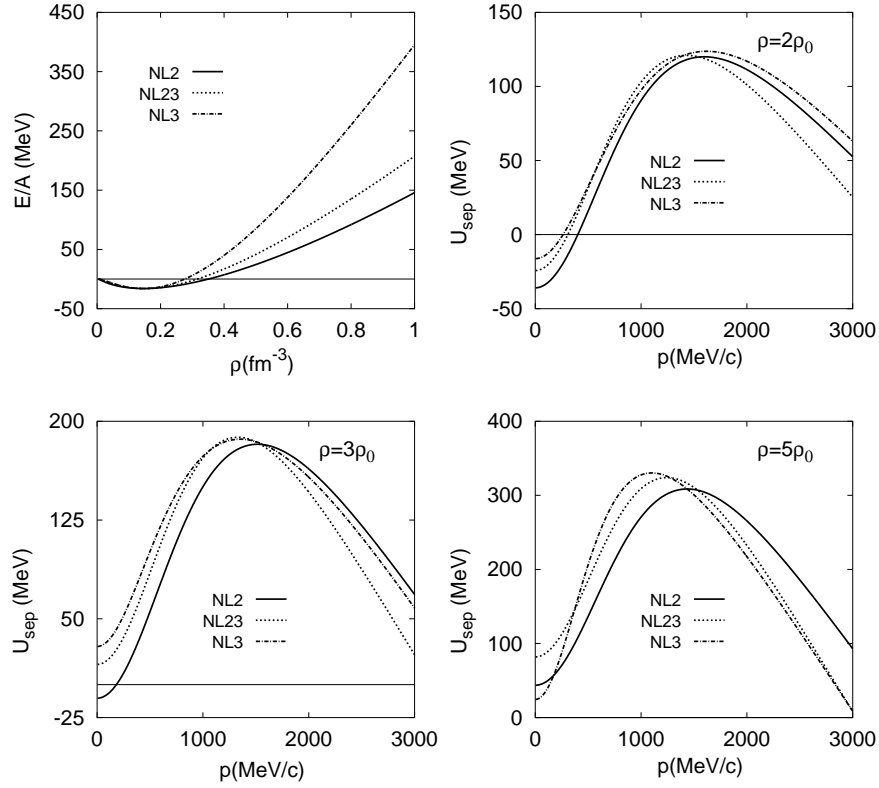 450
350
250
150
50
-50
E/A (MeV)
NL2
NL23
NL3
0 0.2 0.4 0.6 0.8 1
ρ(fm⁻³)
150
100
50
0
-50
U_sep (MeV)
ρ=2ρ₀
NL2
NL23
NL3
0 1000 2000 3000
p(MeV/c)
200
125
50
-25
U_sep (MeV)
ρ=3ρ₀
NL2
NL23
NL3
0 1000 2000 3000
p(MeV/c)
400
300
200
100
0
U_sep (MeV)
ρ=5ρ₀
NL2
NL23
NL3
0 1000 2000 3000
p(MeV/c)